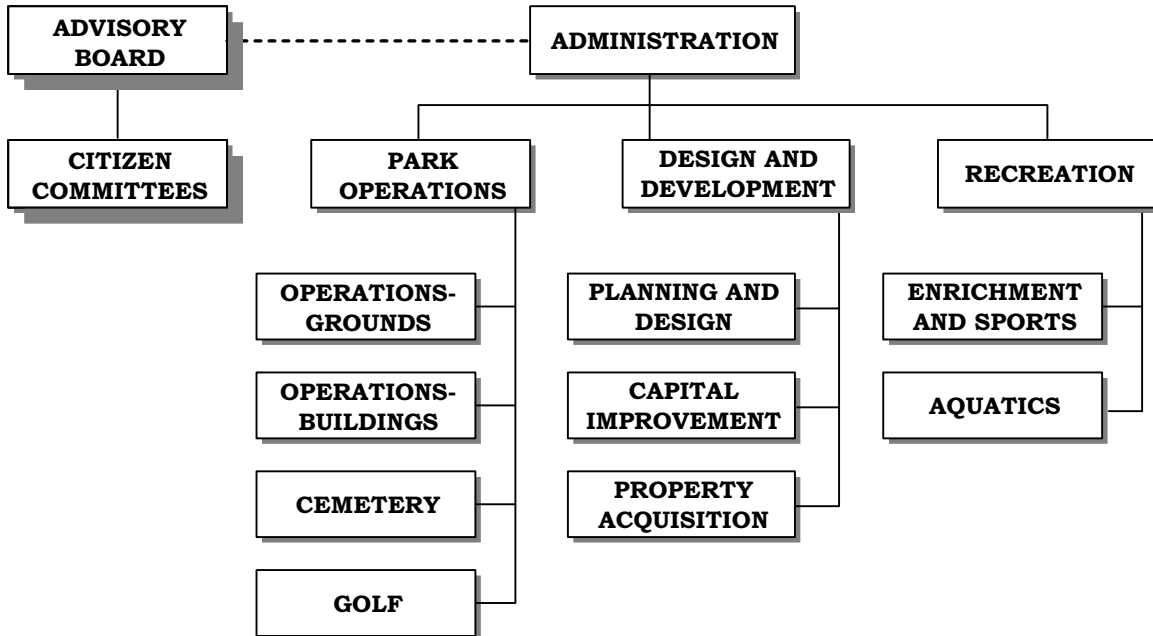 ADVISORY
BOARD
ADMINISTRATION
CITIZEN
COMMITTEES
PARK
OPERATIONS
DESIGN AND
DEVELOPMENT
RECREATION
OPERATIONS-
GROUNDS
PLANNING AND
DESIGN
ENRICHMENT
AND SPORTS
OPERATIONS-
BUILDINGS
CAPITAL
IMPROVEMENT
AQUATICS
CEMETERY
PROPERTY
ACQUISITION
GOLF